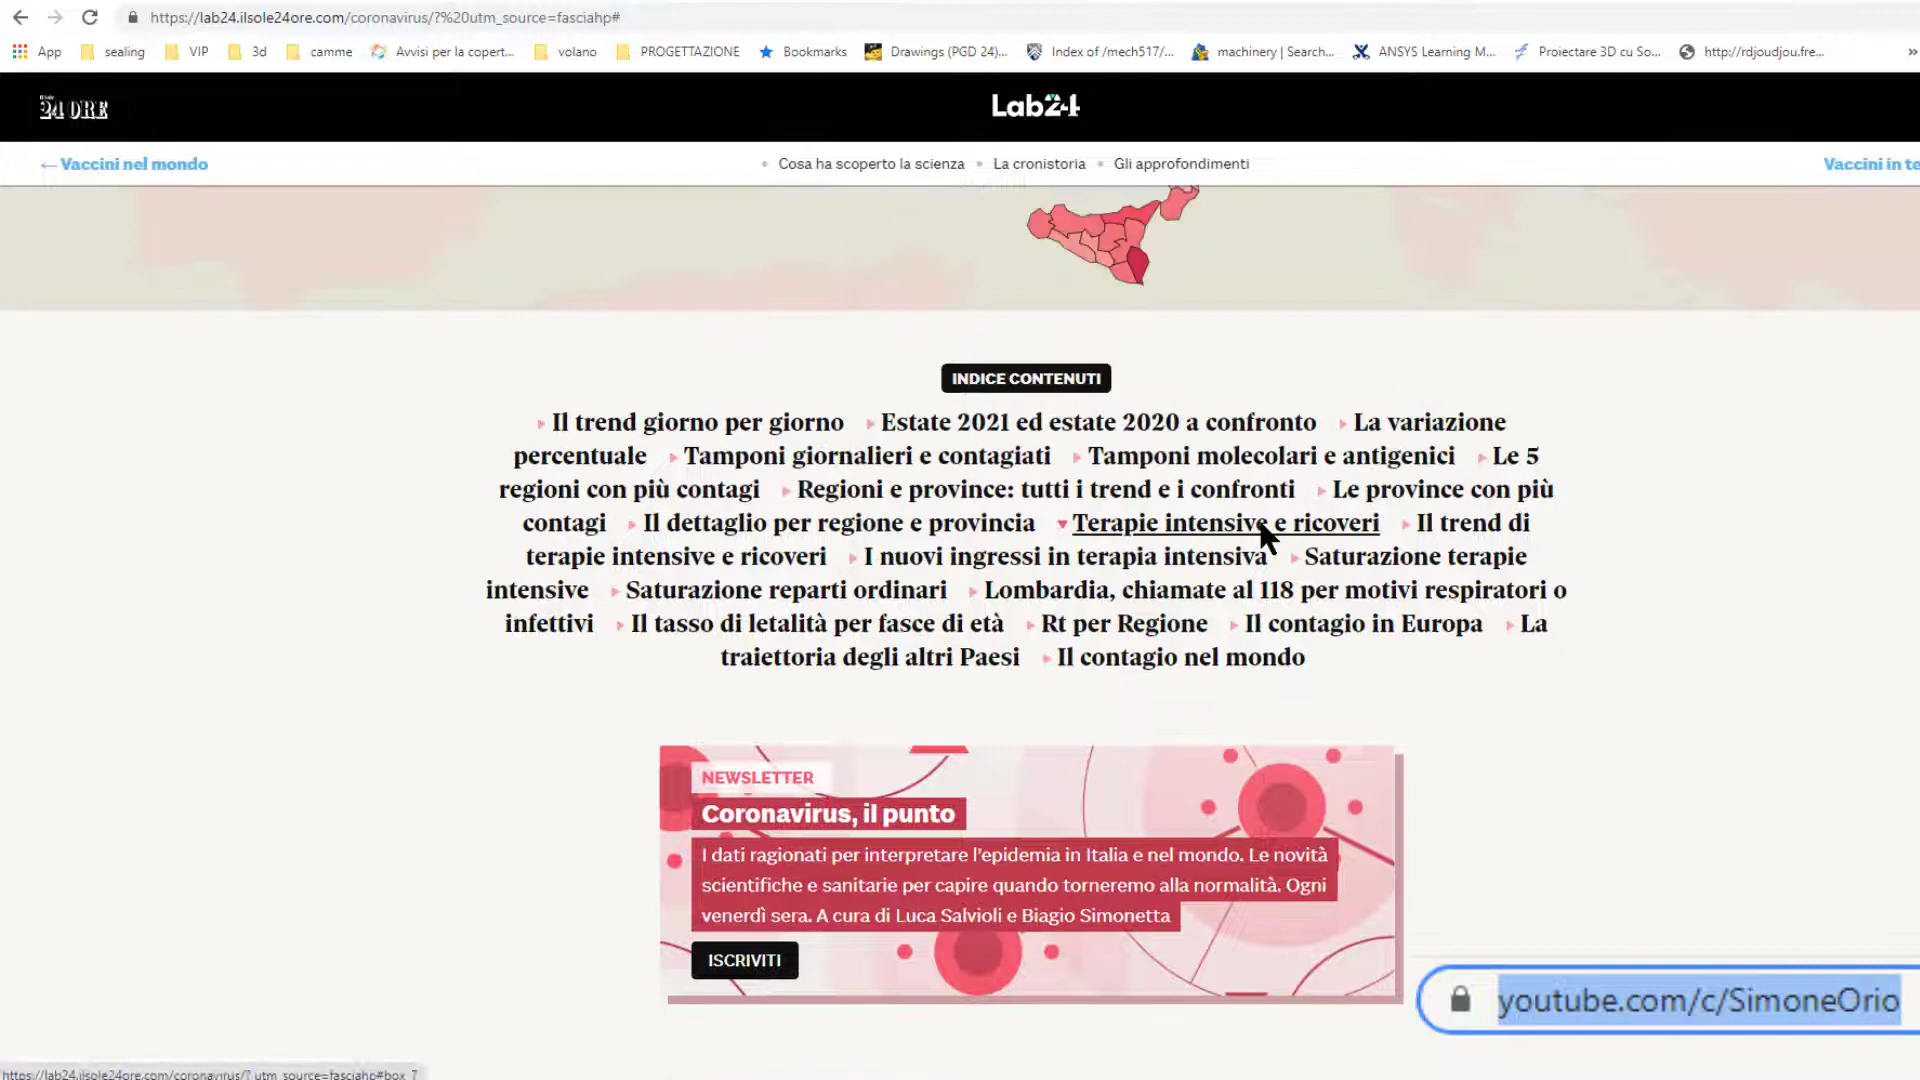 https://lab24.ilsole24ore.com/coronavirus/?%20utm_source=fasciahp#
App sealing VIP 3d camme Avvisi per la copert... volano PROGETTAZIONE Bookmarks Drawings (PGD 24)... Index of /mech517/... machinery | Search... ANSYS Learning M... Proiectare 3D cu So... http://rdjoudjou.fre... »
24 ORE Lab24
← Vaccini nel mondo • Cosa ha scoperto la scienza • La cronistoria • Gli approfondimenti Vaccini in te
INDICE CONTENUTI
Il trend giorno per giorno Estate 2021 ed estate 2020 a confronto La variazione
percentuale Tamponi giornalieri e contagiati Tamponi molecolari e antigenici Le 5
regioni con più contagi Regioni e province: tutti i trend e i confronti Le province con più
contagi Il dettaglio per regione e provincia Terapie intensive e ricoveri Il trend di
terapie intensive e ricoveri I nuovi ingressi in terapia intensiva Saturazione terapie
intensive Saturazione reparti ordinari Lombardia, chiamate al 118 per motivi respiratori o
infettivi Il tasso di letalità per fasce di età Rt per Regione Il contagio in Europa La
traiettoria degli altri Paesi Il contagio nel mondo
NEWSLETTER
Coronavirus, il punto
I dati ragionati per interpretare l'epidemia in Italia e nel mondo. Le novità
scientifiche e sanitarie per capire quando torneremo alla normalità. Ogni
venerdì sera. A cura di Luca Salvioli e Biagio Simonetta
ISCRIVITI
youtube.com/c/SimoneOrio
https://lab24.ilsole24ore.com/coronavirus/?_utm_source=fasciahp#box_7